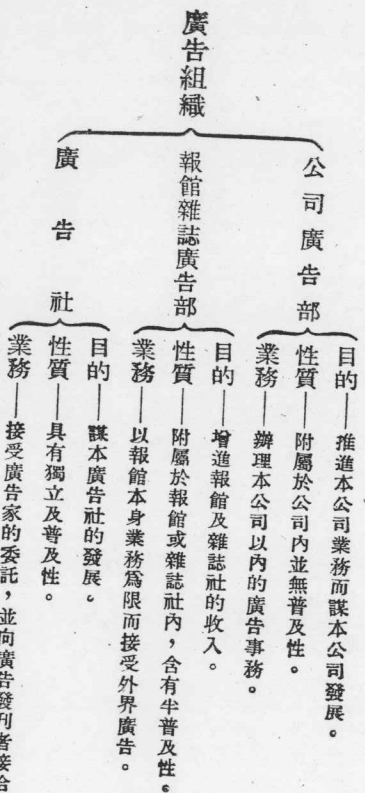 廣告組織
公司廣告部
目的——推進本公司業務而謀本公司發展。
性質——附屬於公司內並無普及性。
業務——辦理本公司以內的廣告事務。
報館雜誌廣告部
目的——增進報館及雜誌社的收入。
性質——附屬於報館或雜誌社內，含有半普及性。
業務——以報館本身業務爲限而接受外界廣告。
廣告社
目的——謀本廣告社的發展。
性質——具有獨立及普及性。
業務——接受廣告家的委託，並向廣告發刊者接合